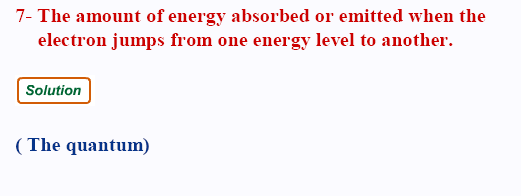 7- The amount of energy absorbed or emitted when the
electron jumps from one energy level to another.
Solution
( The quantum)